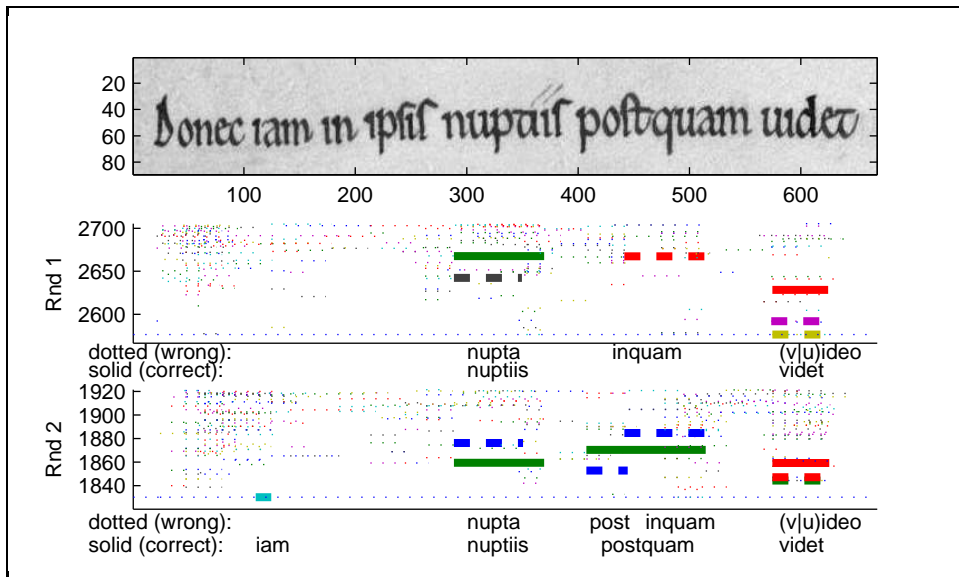 20
40
60
80
Donec iam in ipsis nuptiis postquam uidet
100 200 300 400 500 600
2700
2650
2600
Rnd 1
dotted (wrong): nupta inquam (v|u)ideo
solid (correct): nuptiis videt
1920
1900
1880
1860
1840
Rnd 2
dotted (wrong): nupta post inquam (v|u)ideo
solid (correct): iam nuptiis postquam videt